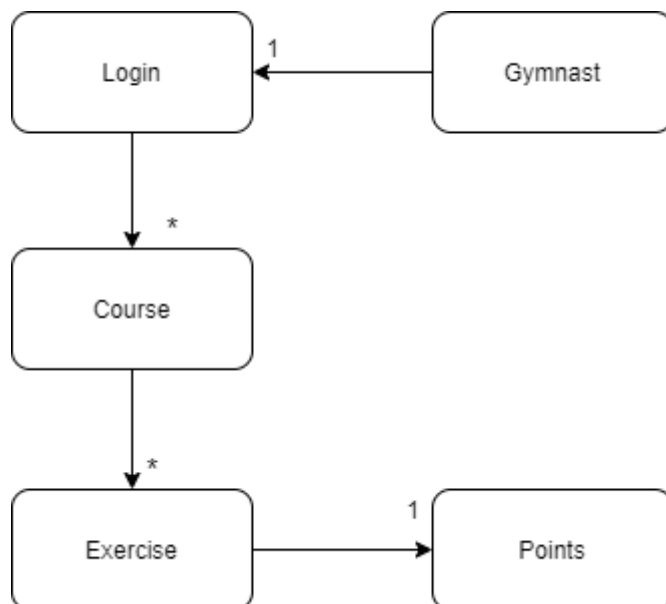 Login
1
Gymnast
*
Course
*
Exercise
1
Points